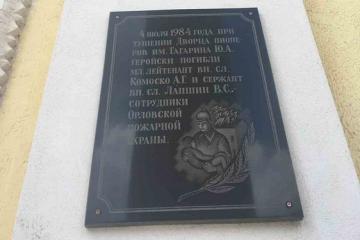 4 июля 1984 года при
тушении Дворца пионе
ров им. Гагарина Ю.А.
геройски погибли
мл. лейтенант вн. сл.
Комоско А.Г. и сержант
вн. сл. Лапшин В.С.-
сотрудники
Орловской
пожарной
охраны.